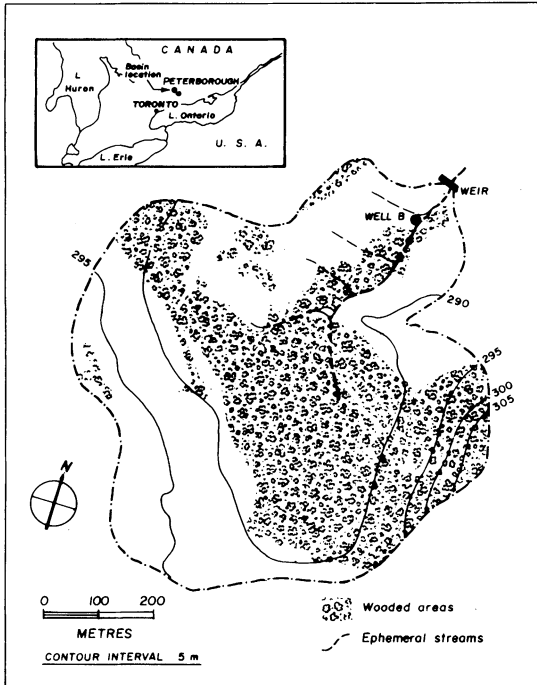 CANADA
L.
Huron
Basin
location
PETERBOROUGH
TORONTO
L. Ontario
U. S. A.
L. Erie
WEIR
WELL B
295
290
295
300
305
N
0 100 200
METRES
CONTOUR INTERVAL 5 m
Wooded areas
Ephemeral streams